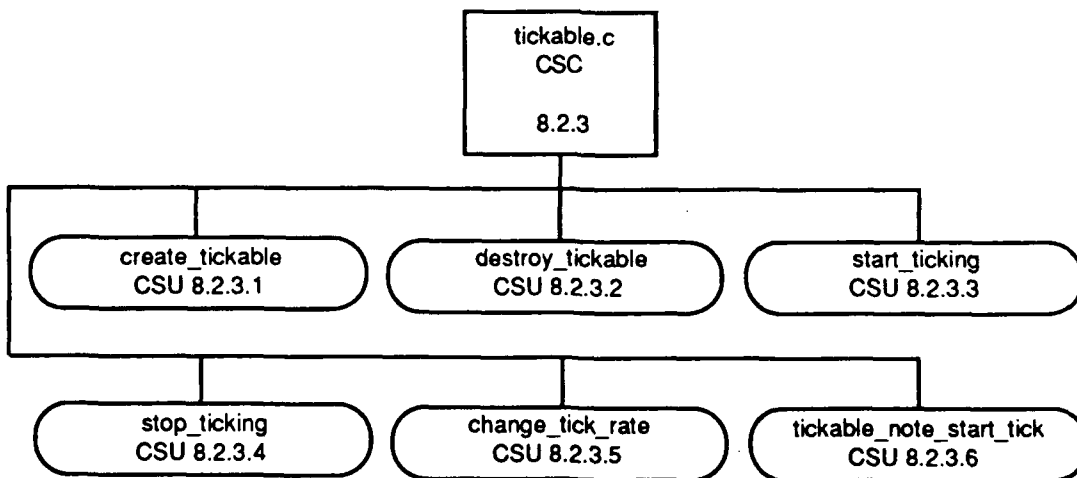 tickable.c
CSC
8.2.3
create_tickable
CSU 8.2.3.1
destroy_tickable
CSU 8.2.3.2
start_ticking
CSU 8.2.3.3
stop_ticking
CSU 8.2.3.4
change_tick_rate
CSU 8.2.3.5
tickable_note_start_tick
CSU 8.2.3.6